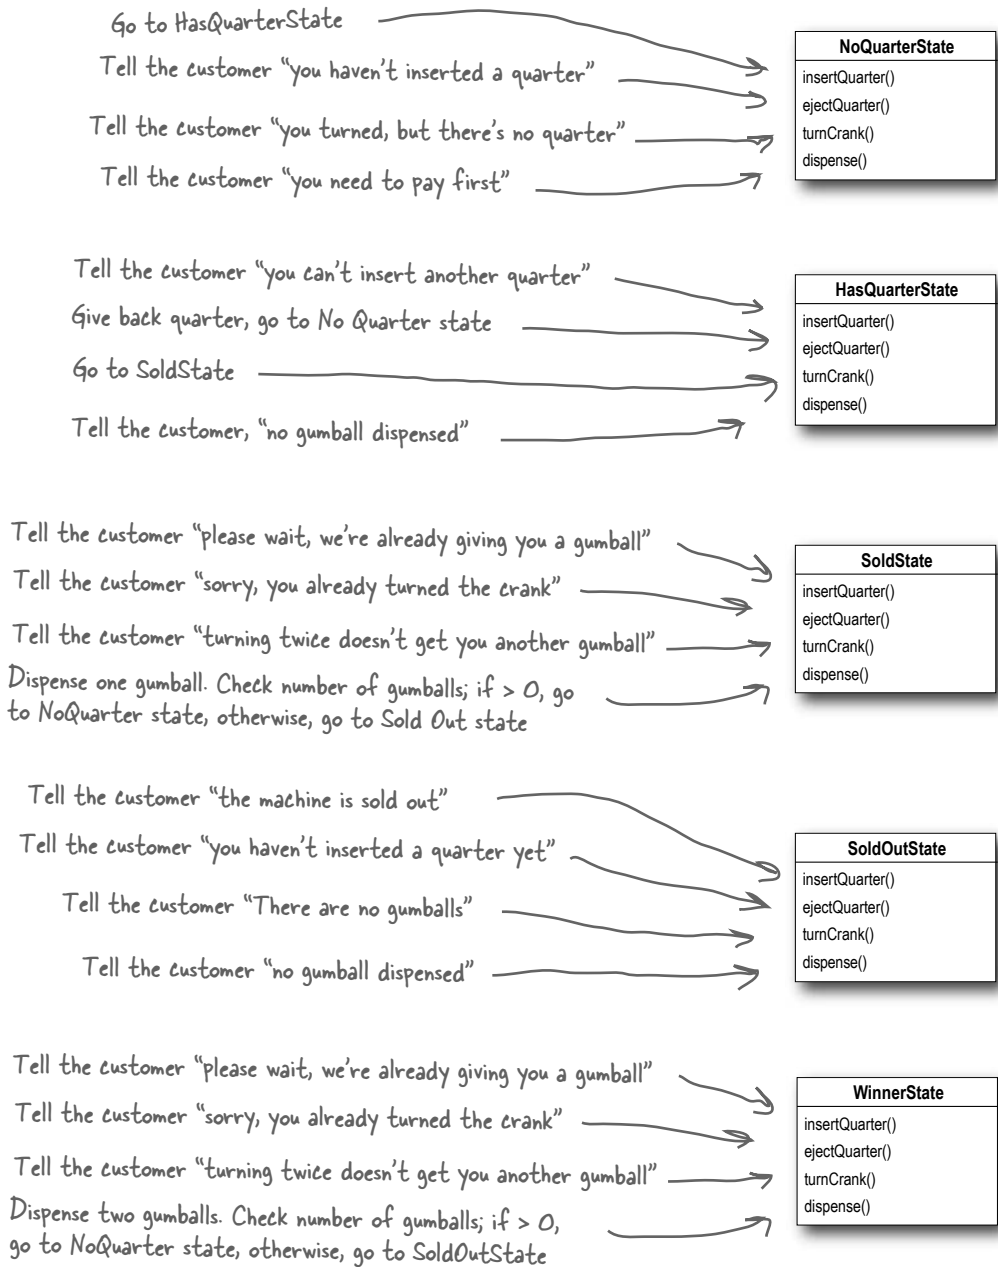 Go to HasQuarterState
Tell the customer “you haven't inserted a quarter”
Tell the customer “you turned, but there's no quarter”
Tell the customer “you need to pay first”
NoQuarterState
insertQuarter()
ejectQuarter()
turnCrank()
dispense()
Tell the customer “you can't insert another quarter”
Give back quarter, go to No Quarter state
Go to SoldState
Tell the customer, “no gumball dispensed”
HasQuarterState
insertQuarter()
ejectQuarter()
turnCrank()
dispense()
Tell the customer “please wait, we're already giving you a gumball”
Tell the customer “sorry, you already turned the crank”
Tell the customer “turning twice doesn't get you another gumball”
Dispense one gumball. Check number of gumballs; if > 0, go
to NoQuarter state, otherwise, go to Sold Out state
SoldState
insertQuarter()
ejectQuarter()
turnCrank()
dispense()
Tell the customer “the machine is sold out”
Tell the customer “you haven't inserted a quarter yet”
Tell the customer “There are no gumballs”
Tell the customer “no gumball dispensed”
SoldOutState
insertQuarter()
ejectQuarter()
turnCrank()
dispense()
Tell the customer “please wait, we're already giving you a gumball”
Tell the customer “sorry, you already turned the crank”
Tell the customer “turning twice doesn't get you another gumball”
Dispense two gumballs. Check number of gumballs; if > 0,
go to NoQuarter state, otherwise, go to SoldOutState
WinnerState
insertQuarter()
ejectQuarter()
turnCrank()
dispense()